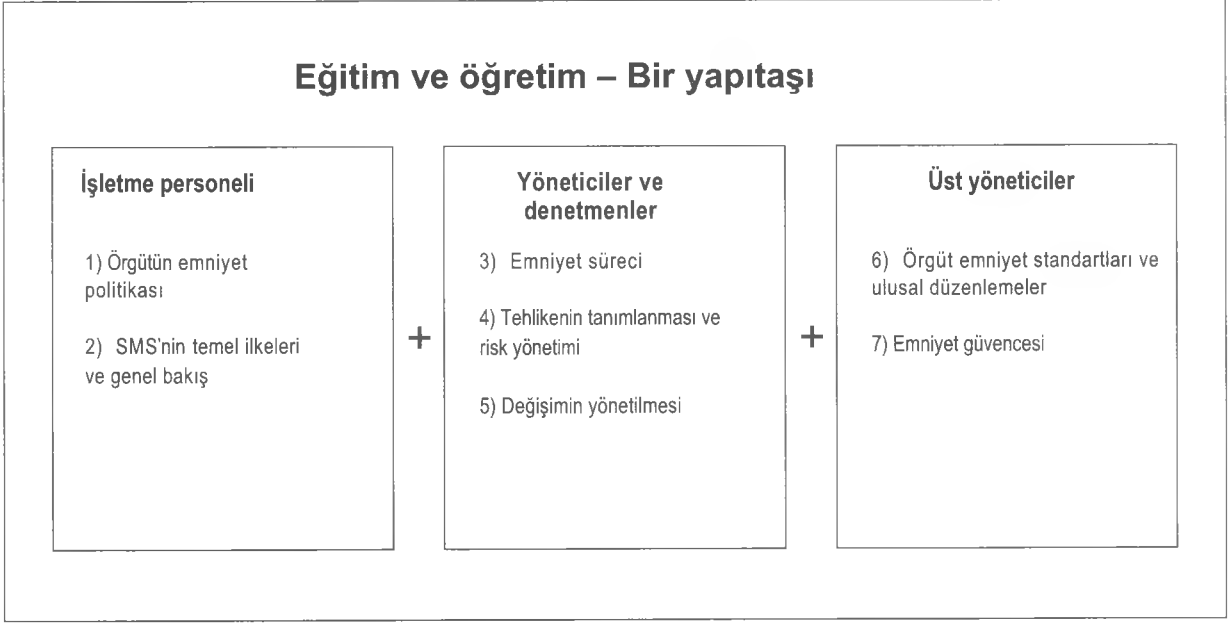 Eğitim ve öğretim – Bir yapıtaşı
İşletme personeli
1) Örgütün emniyet
politikası
2) SMS'nin temel ilkeleri
ve genel bakış
+
Yöneticiler ve
denetmenler
3) Emniyet süreci
4) Tehlikenin tanımlanması ve
risk yönetimi
5) Değişimin yönetilmesi
+
Üst yöneticiler
6) Örgüt emniyet standartları ve
ulusal düzenlemeler
7) Emniyet güvencesi